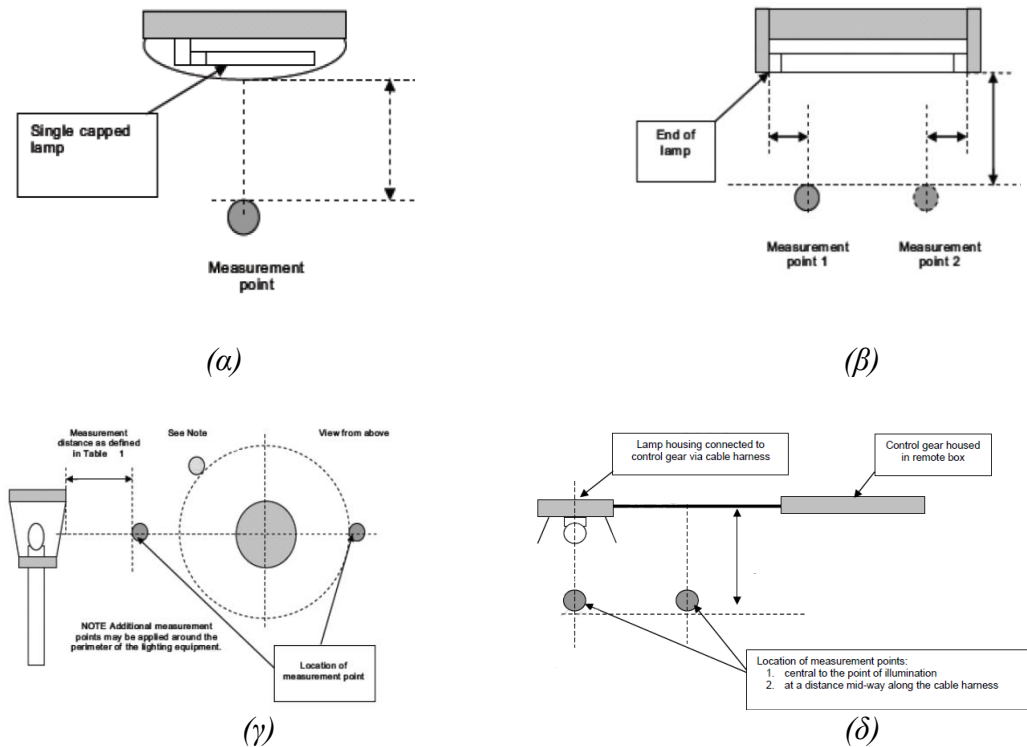 Single capped
lamp
Measurement
point
(α)
End of
lamp
Measurement
point 1
Measurement
point 2
(β)
Measurement
distance as defined
in Table 1
See Note
View from above
NOTE Additional measurement
points may be applied around the
perimeter of the lighting equipment.
Location of
measurement point
(γ)
Lamp housing connected to
control gear via cable harness
Control gear housed
in remote box
Location of measurement points:
1. central to the point of illumination
2. at a distance mid-way along the cable harness
(δ)